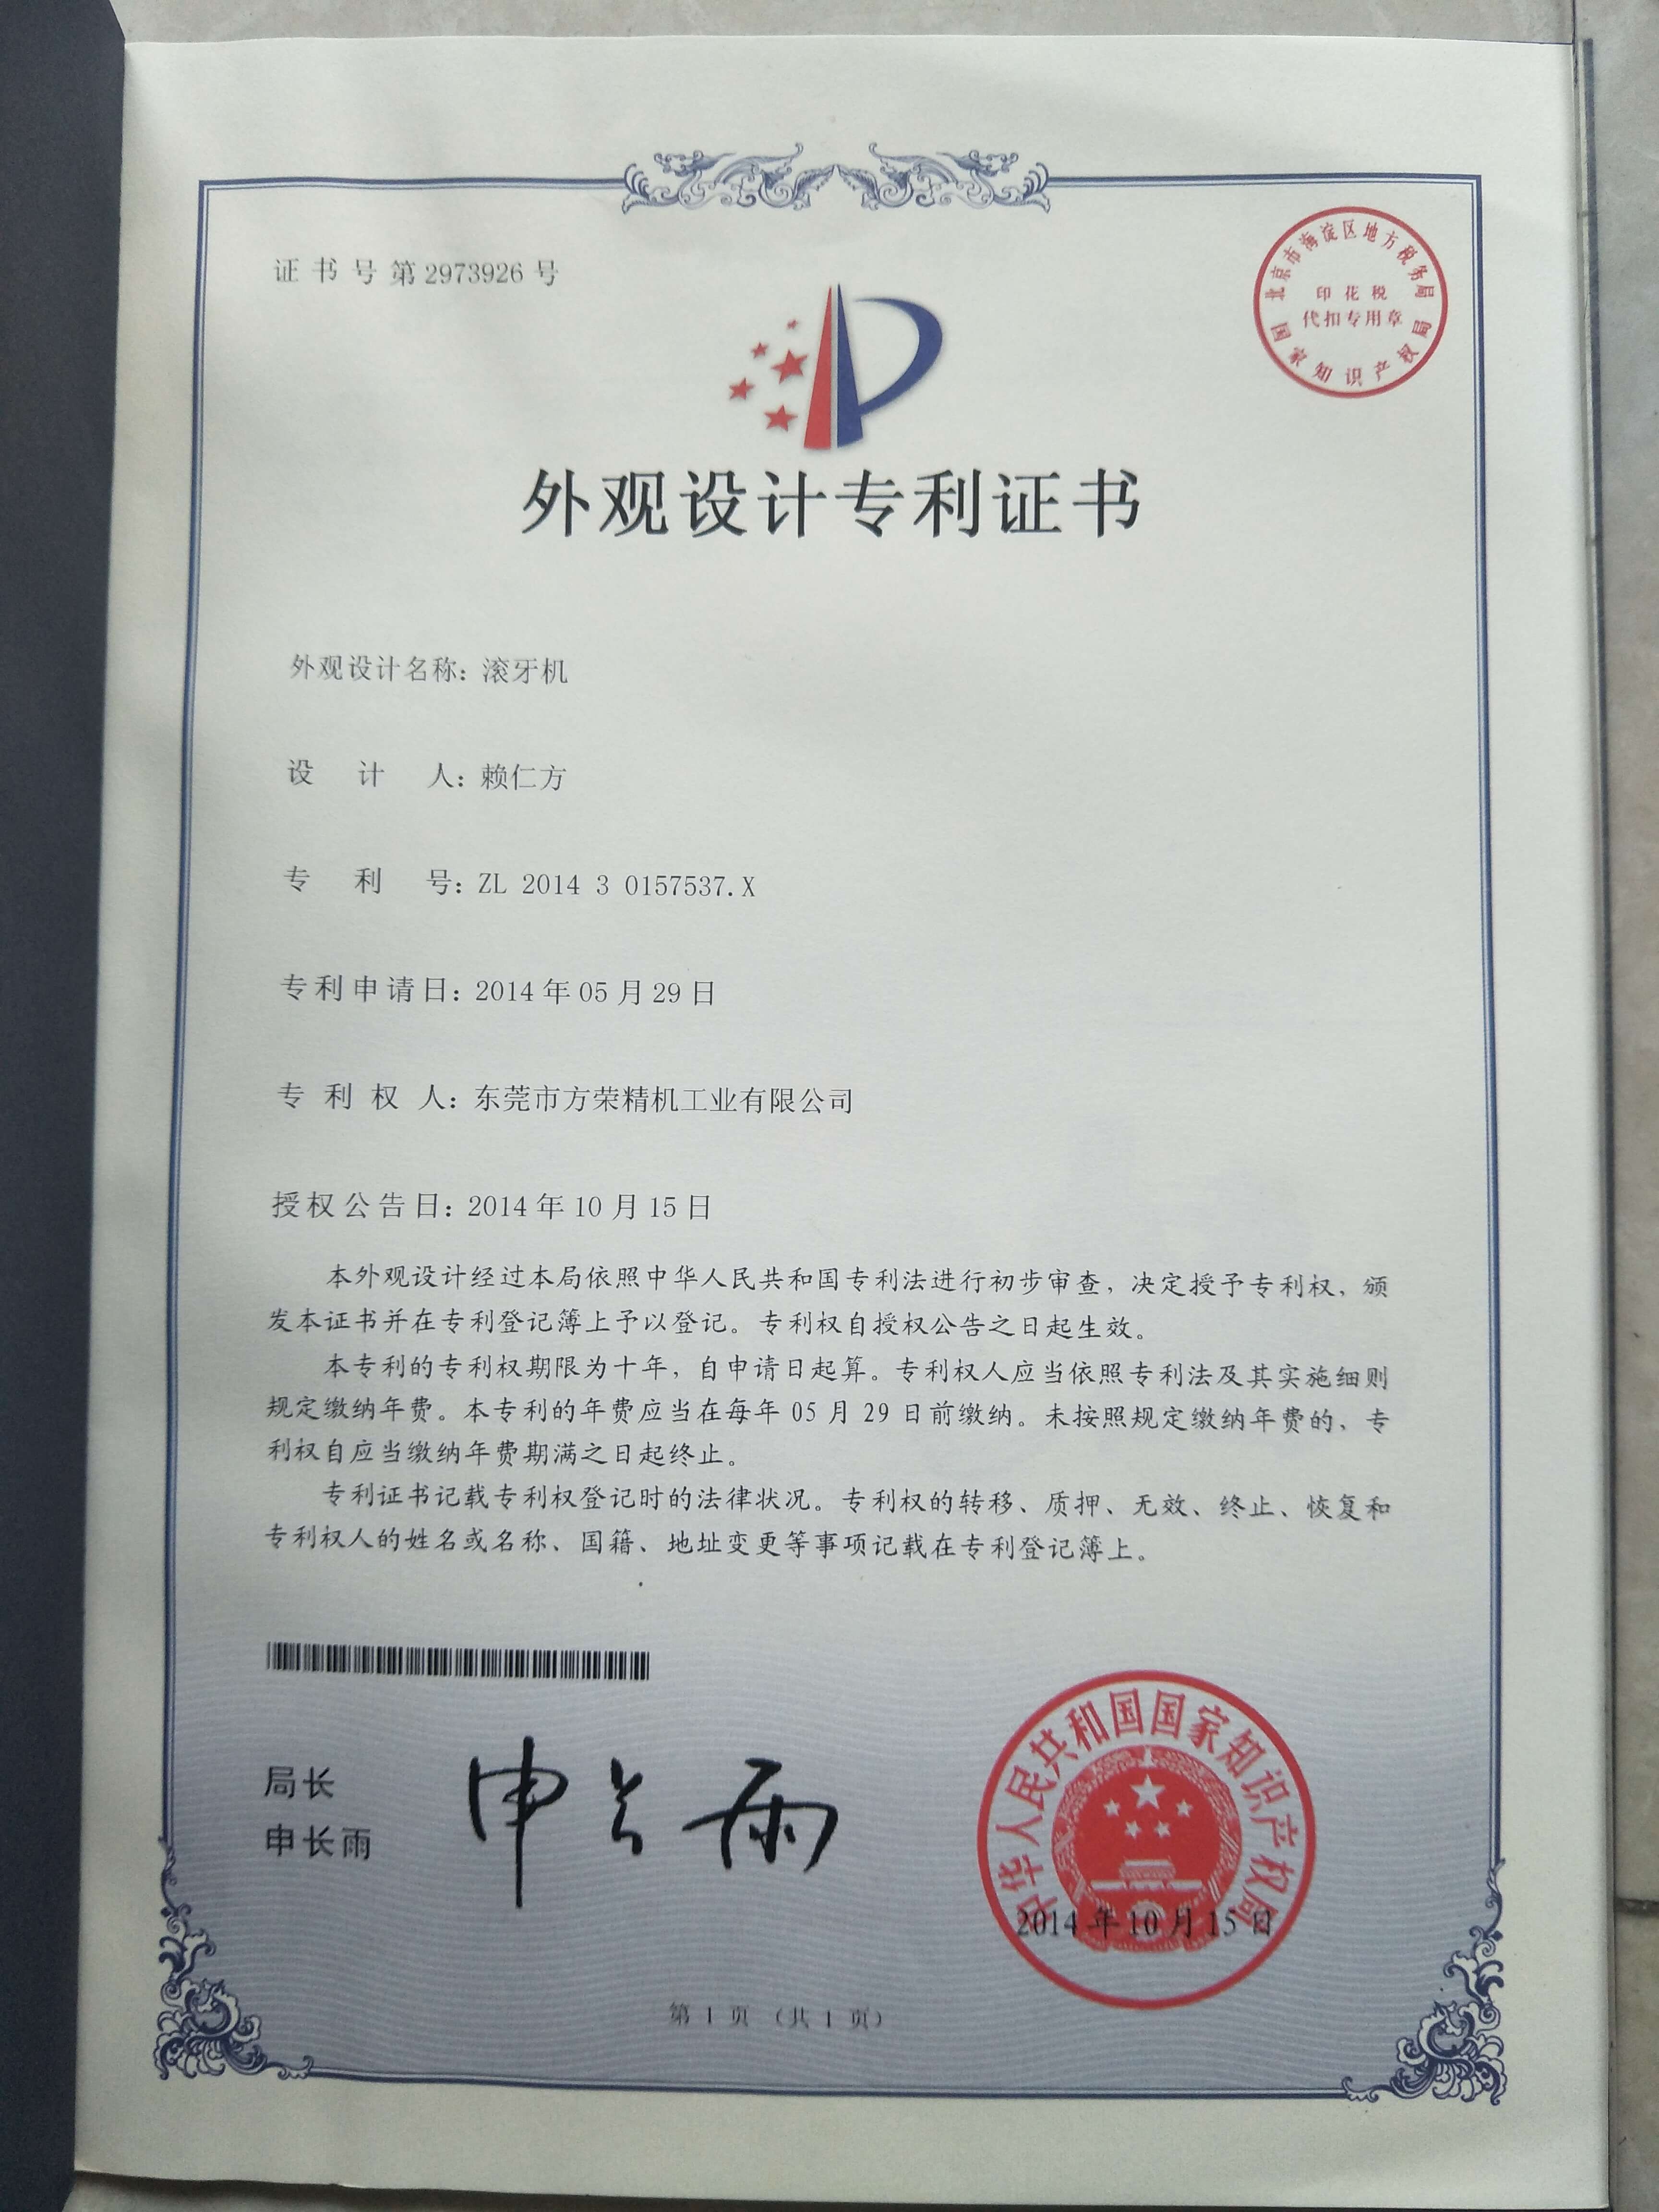 证书号第2973926号
北京市海淀区地方税务局
印花税
代扣专用章
国家知识产权局
外观设计专利证书
外观设计名称：滚牙机
设计人：赖仁方
专利号：ZL 2014 3 0157537.X
专利申请日：2014年05月29日
专利权人：东莞市方荣精机工业有限公司
授权公告日：2014年10月15日
本外观设计经过本局依照中华人民共和国专利法进行初步审查，决定授予专利权，颁
发本证书并在专利登记簿上予以登记。专利权自授权公告之日起生效。
本专利的专利权期限为十年，自申请日起算。专利权人应当依照专利法及其实施细则
规定缴纳年费。本专利的年费应当在每年05月29日前缴纳。未按照规定缴纳年费的，专
利权自应当缴纳年费期满之日起终止。
专利证书记载专利权登记时的法律状况。专利权的转移、质押、无效、终止、恢复和
专利权人的姓名或名称、国籍、地址变更等事项记载在专利登记簿上。
局长
申长雨
申长雨
中华人民共和国国家知识产权局
2014年10月15日
第1页（共1页）